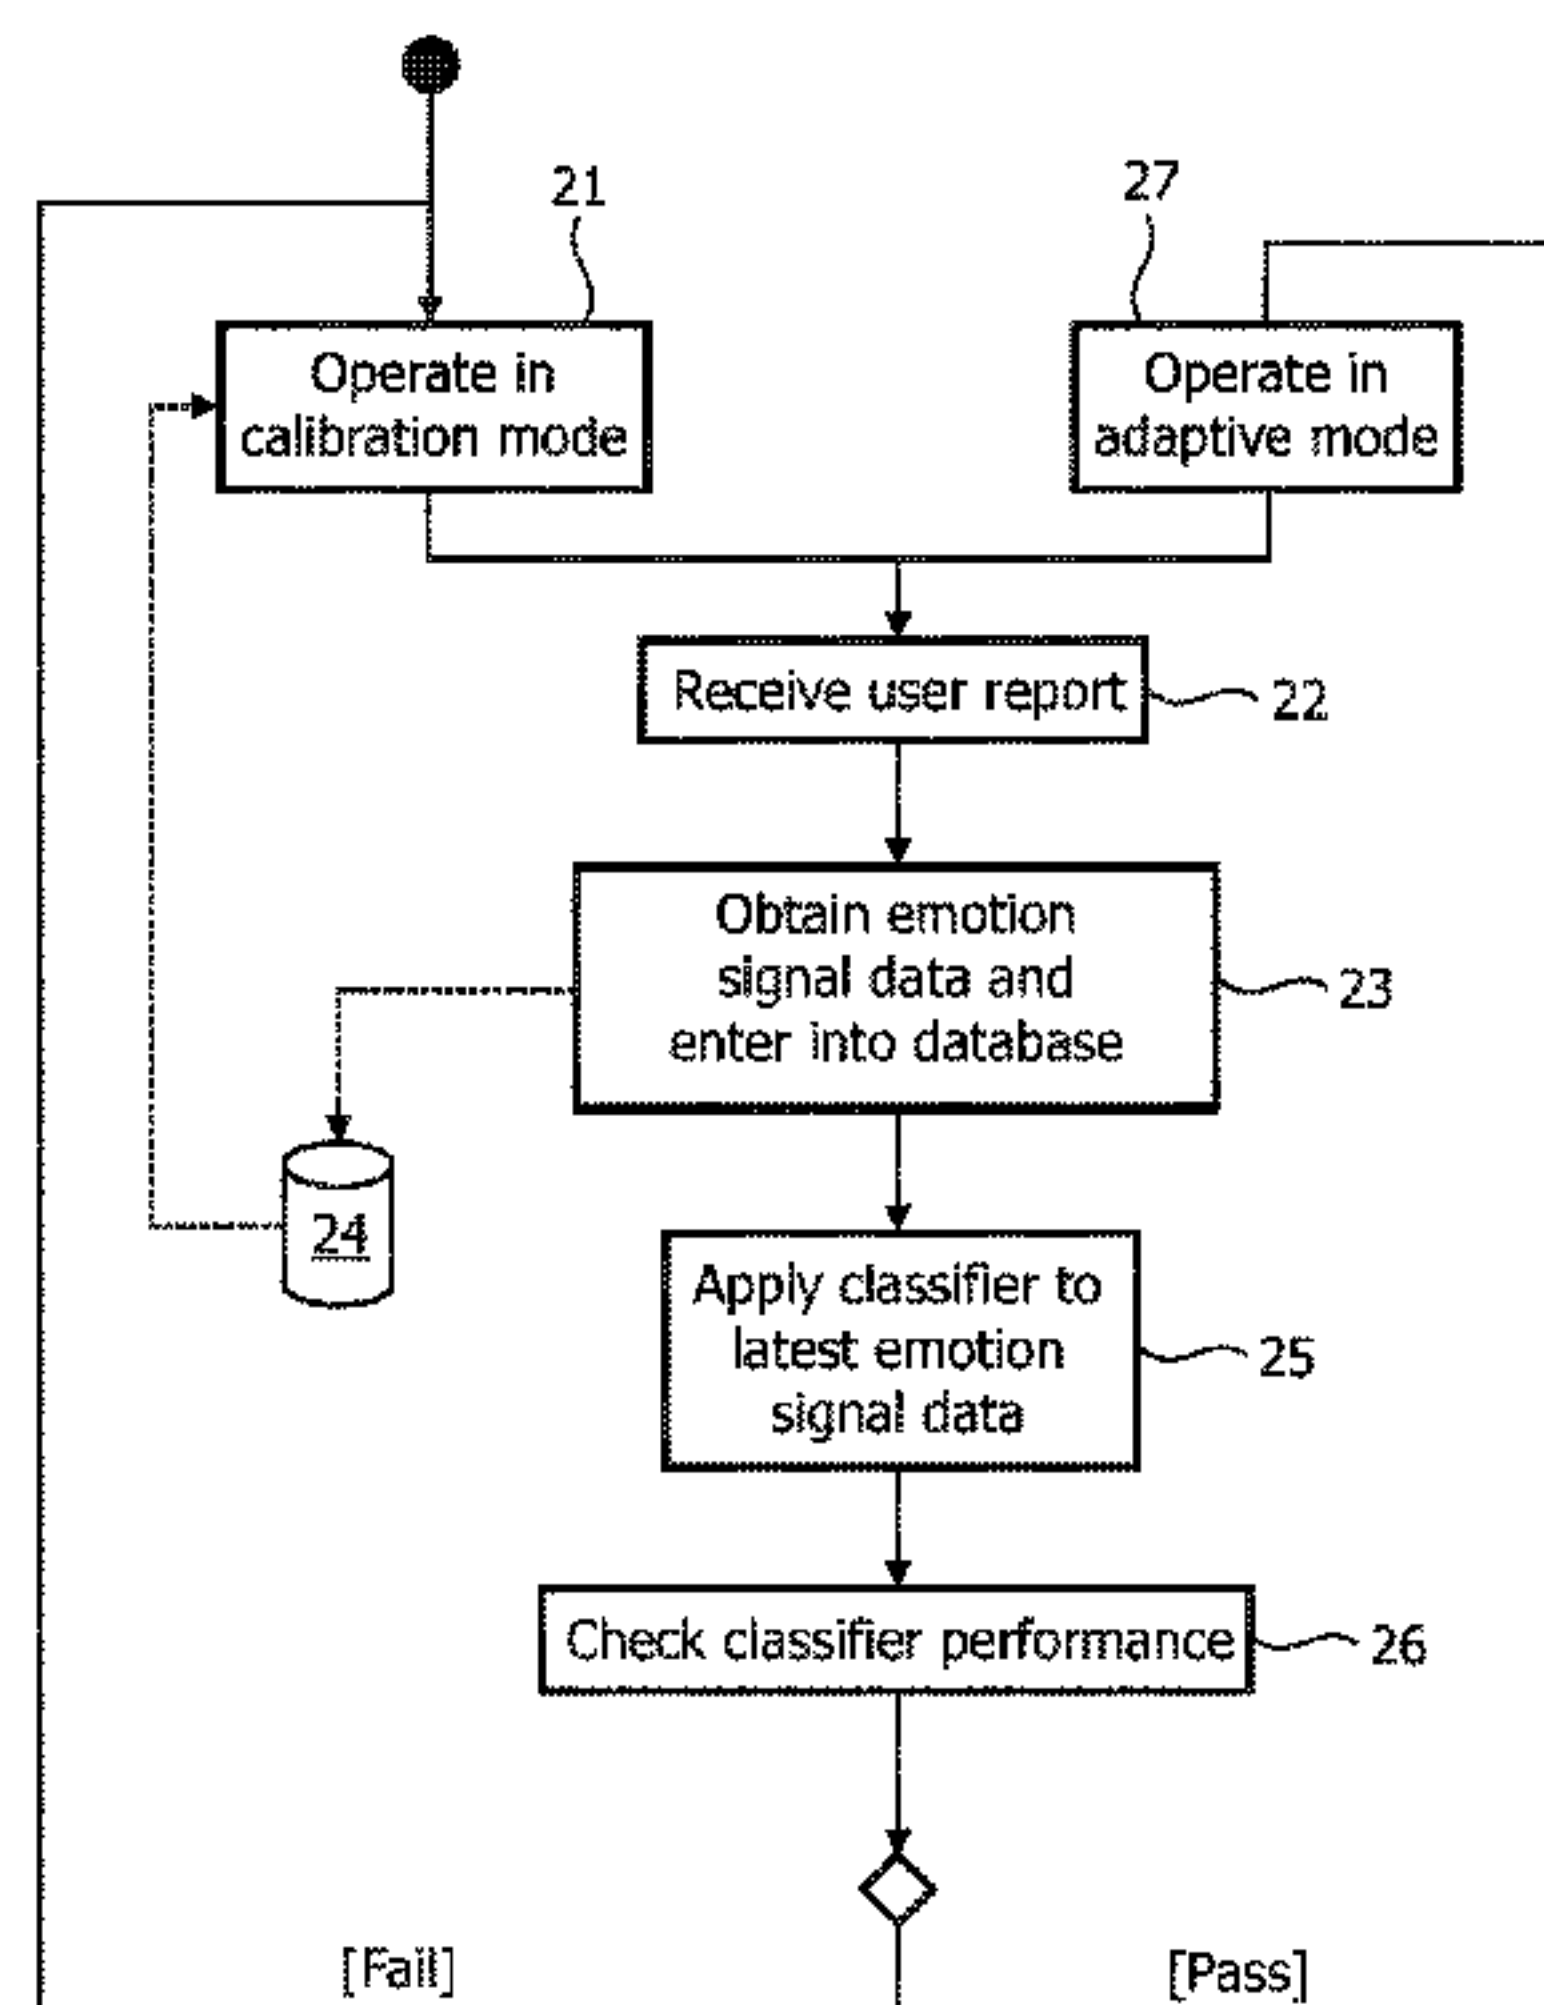 21
27
Operate in
calibration mode
Operate in
adaptive mode
Receive user report
22
Obtain emotion
signal data and
enter into database
23
24
Apply classifier to
latest emotion
signal data
25
Check classifier performance
26
[Fail]
[Pass]